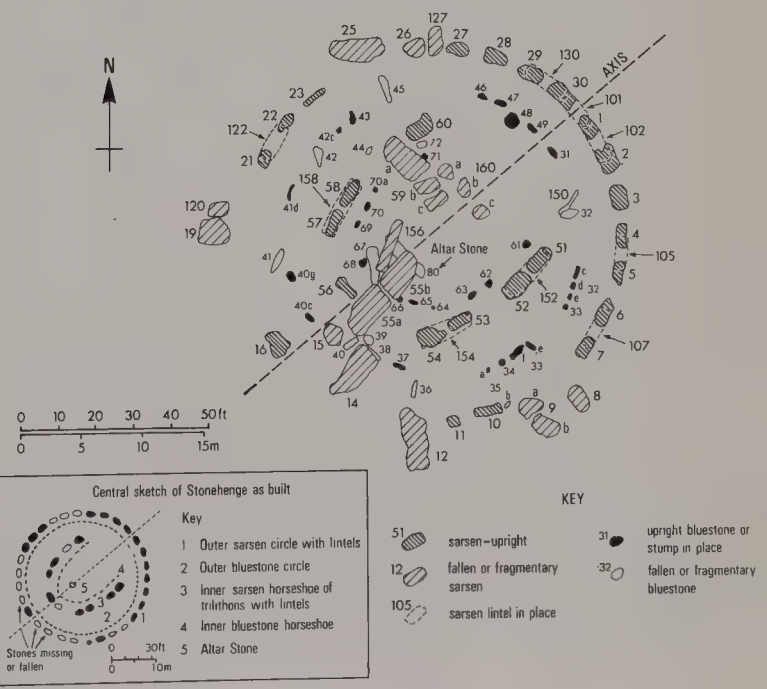 127
25
26
27
28
29
130
30
AXIS
101
N
45
46
47
48
49
1
102
23
22
43
42c
60
2
122
21
42
44
72
71
a
31
160
a
158
58
70a
59
b
b
150
3
120
41d
57
70
c
c
32
19
69
156
4
67
Altar Stone
61
51
105
41
40g
68
80
5
56
55b
62
c
d 32
e
66
65
64
63
52
152
33
6
40c
55a
53
107
16
15
39
54
e
7
40
38
37
154
34
f
33
14
a
35
36
b
a
8
0 10 20 30 40 50 ft
11
10
9
0 5 10 15m
12
b
Central sketch of Stonehenge as built
Key
1 Outer sarsen circle with lintels
2 Outer bluestone circle
3 Inner sarsen horseshoe of
trilithons with lintels
4 Inner bluestone horseshoe
5 Altar Stone
5
4
3
2
1
Stones missing
or fallen
0 30ft
0 10m
KEY
51 sarsen-upright
12 fallen or fragmentary
sarsen
105 sarsen lintel in place
31 upright bluestone or
stump in place
32 fallen or fragmentary
bluestone